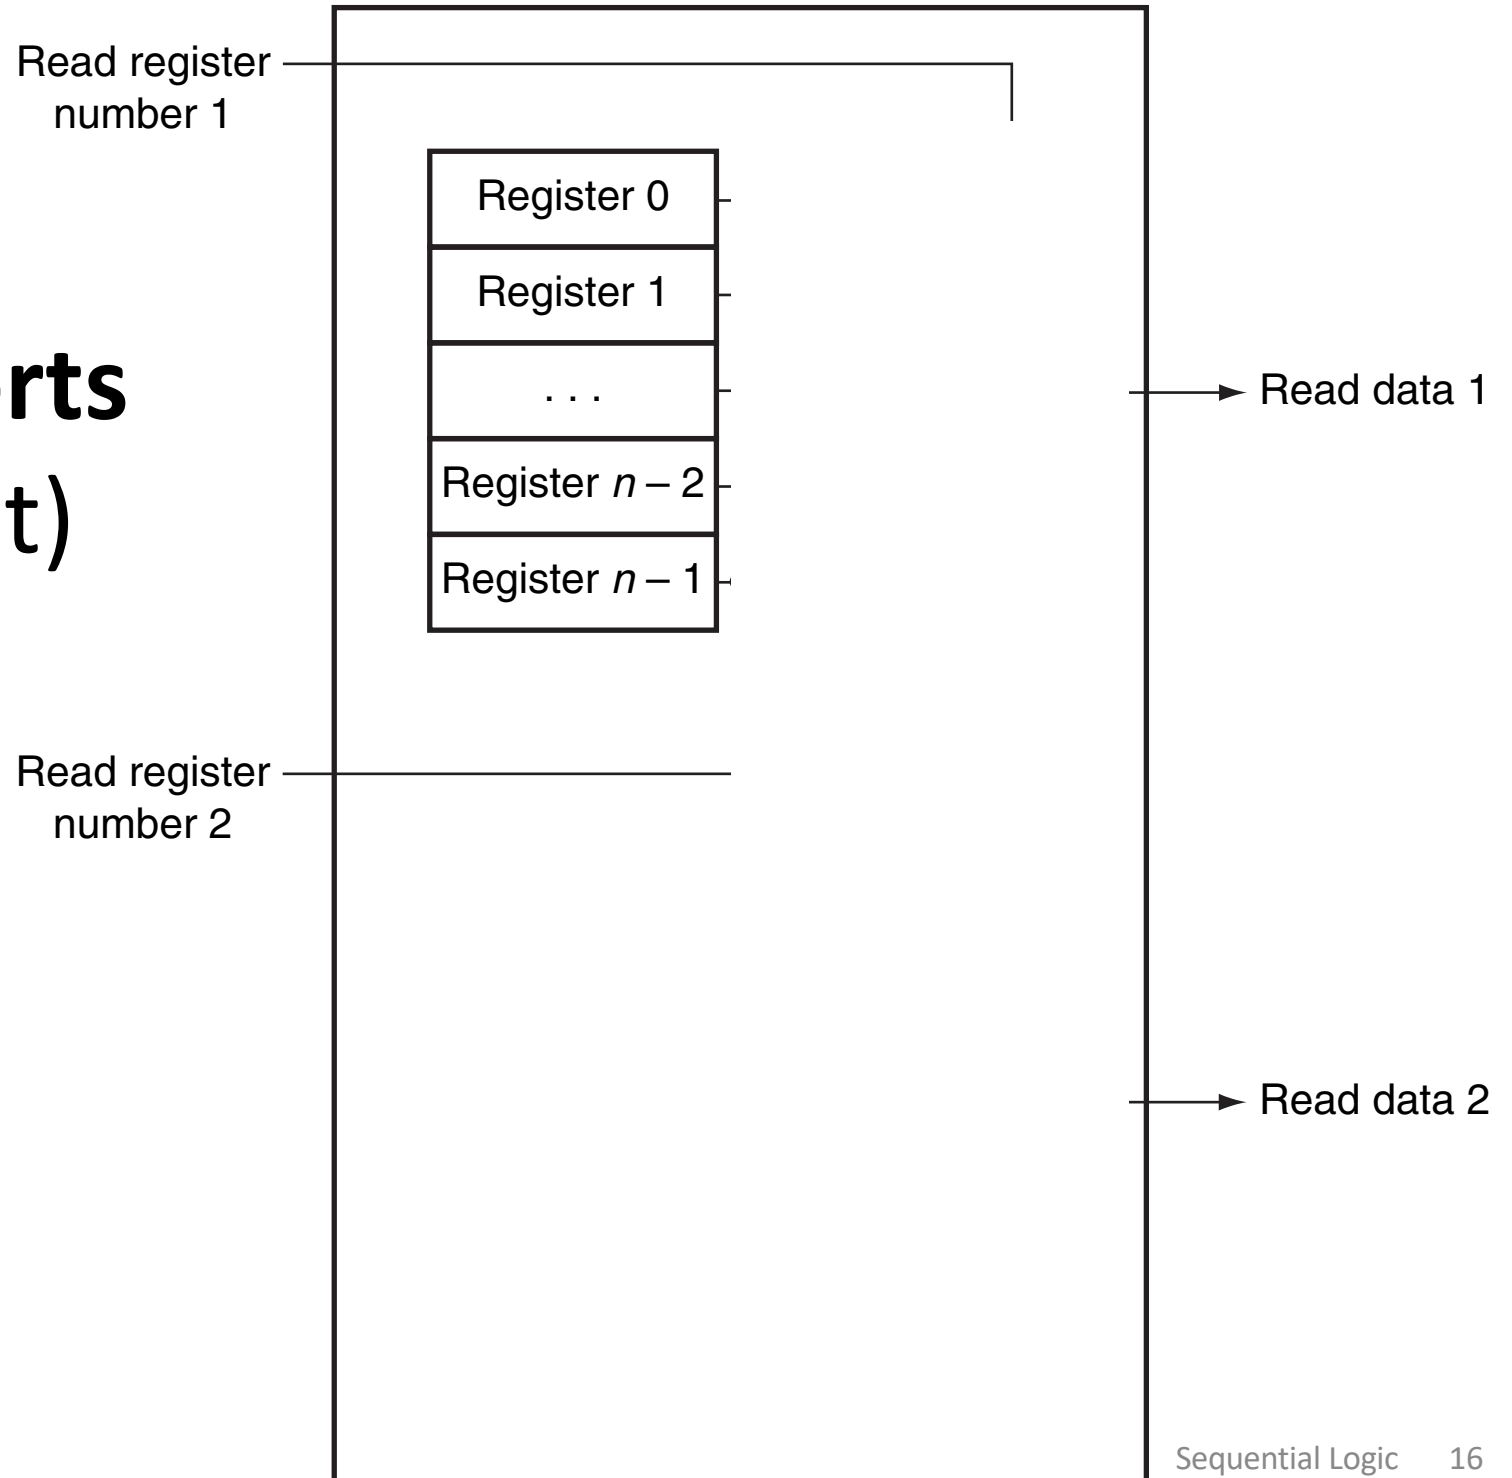 Read register
number 1
Register 0
Register 1
. . .
Register n – 2
Register n – 1
rts
t)
Read data 1
Read register
number 2
Read data 2
Sequential Logic 16